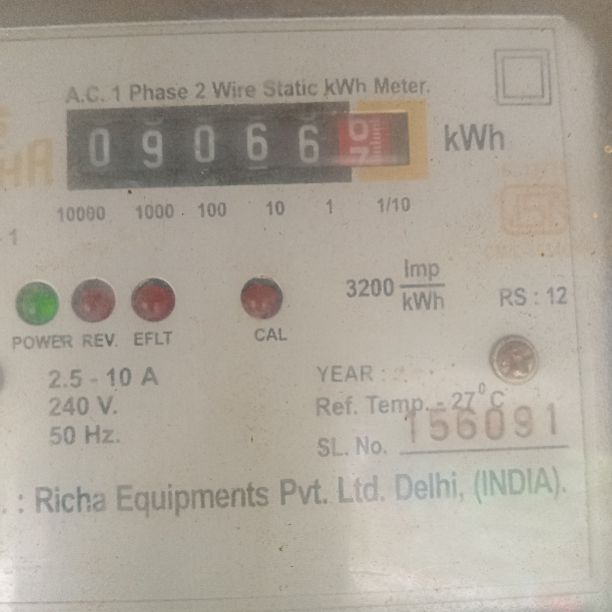 A.C. 1 Phase 2 Wire Static kWh Meter.
0 9 0 6 6 kWh
10000 1000 100 10 1 1/10
3200 Imp/kWh
RS : 12
POWER REV. EFLT CAL
2.5 - 10 A
240 V.
50 Hz.
YEAR :
Ref. Temp. - 27°C
SL. No. 156091
: Richa Equipments Pvt. Ltd. Delhi, (INDIA).